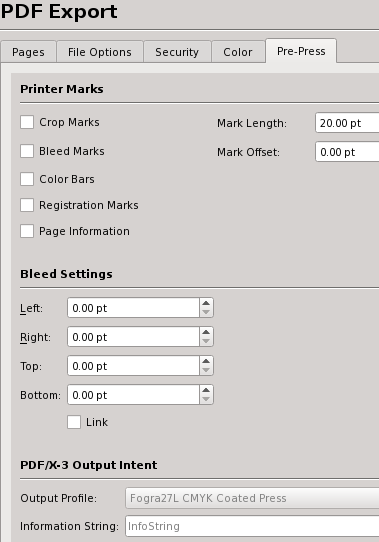 PDF Export
Pages File Options Security Color Pre-Press
Printer Marks
Crop Marks Mark Length: 20.00 pt
Bleed Marks Mark Offset: 0.00 pt
Color Bars
Registration Marks
Page Information
Bleed Settings
Left: 0.00 pt
Right: 0.00 pt
Top: 0.00 pt
Bottom: 0.00 pt
Link
PDF/X-3 Output Intent
Output Profile: Fogra27L CMYK Coated Press
Information String: InfoString